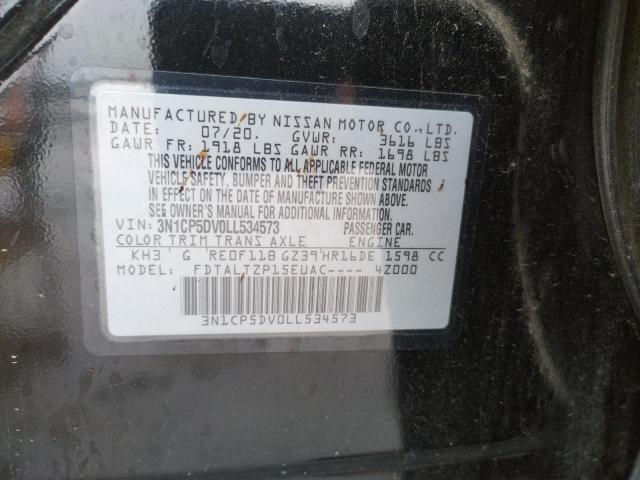 MANUFACTURED BY NISSAN MOTOR CO., LTD.
DATE: 07/20. GVWR: 3616 LBS
GAWR FR: 1918 LBS GAWR RR: 1698 LBS
THIS VEHICLE CONFORMS TO ALL APPLICABLE FEDERAL MOTOR
VEHICLE SAFETY, BUMPER AND THEFT PREVENTION STANDARDS
IN EFFECT ON THE DATE OF MANUFACTURE SHOWN ABOVE.
SEE OWNER'S MANUAL FOR ADDITIONAL INFORMATION.
VIN: 3N1CP5DV0LL534573 PASSENGER CAR.
COLOR TRIM TRANS AXLE ENGINE
KH3 G RE0F11B GZ39 HR16DE 1598 CC
MODEL: FDTALTZP15EUAC---- 4Z000
3N1CP5DV0LL534573